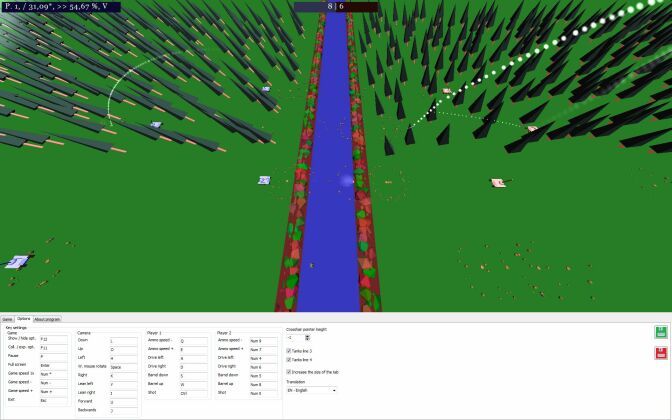 P. 1, / 31,09°, >> 54,67 %, V
8 | 6
Game Options About program
Key settings
Game
Show / hide opt. F12
Coll. / exp. opt. F11
Pause P
Full screen Enter
Game speed 1x Num *
Game speed - Num -
Game speed + Num +
Exit Esc
Camera
Down L
Up O
Left H
Vr. mouse rotate Space
Right K
Lean left Y
Lean right I
Forward U
Backwards J
Player 1
Ammo speed - Q
Ammo speed + E
Drive left A
Drive right D
Barrel down S
Barrel up W
Shot Ctrl
Player 2
Ammo speed - Num 9
Ammo speed + Num 7
Drive left Num 4
Drive right Num 6
Barrel down Num 5
Barrel up Num 8
Shot Num 0
Crosshair pointer height
-1
Tanks line 3
Tanks line 4
Increase the size of the tab
Translation
EN - English